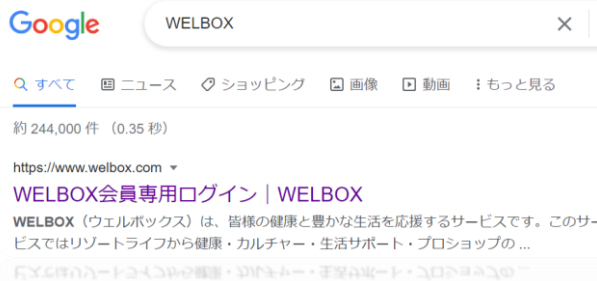 Google WELBOX
すべて ニュース ショッピング 画像 動画 もっと見る
約 244,000 件 (0.35 秒)
https://www.welbox.com
WELBOX会員専用ログイン｜WELBOX
WELBOX（ウェルボックス）は、皆様の健康と豊かな生活を応援するサービスです。このサー
ビスではリゾートライフから健康・カルチャー・生活サポート・プロショップの ...